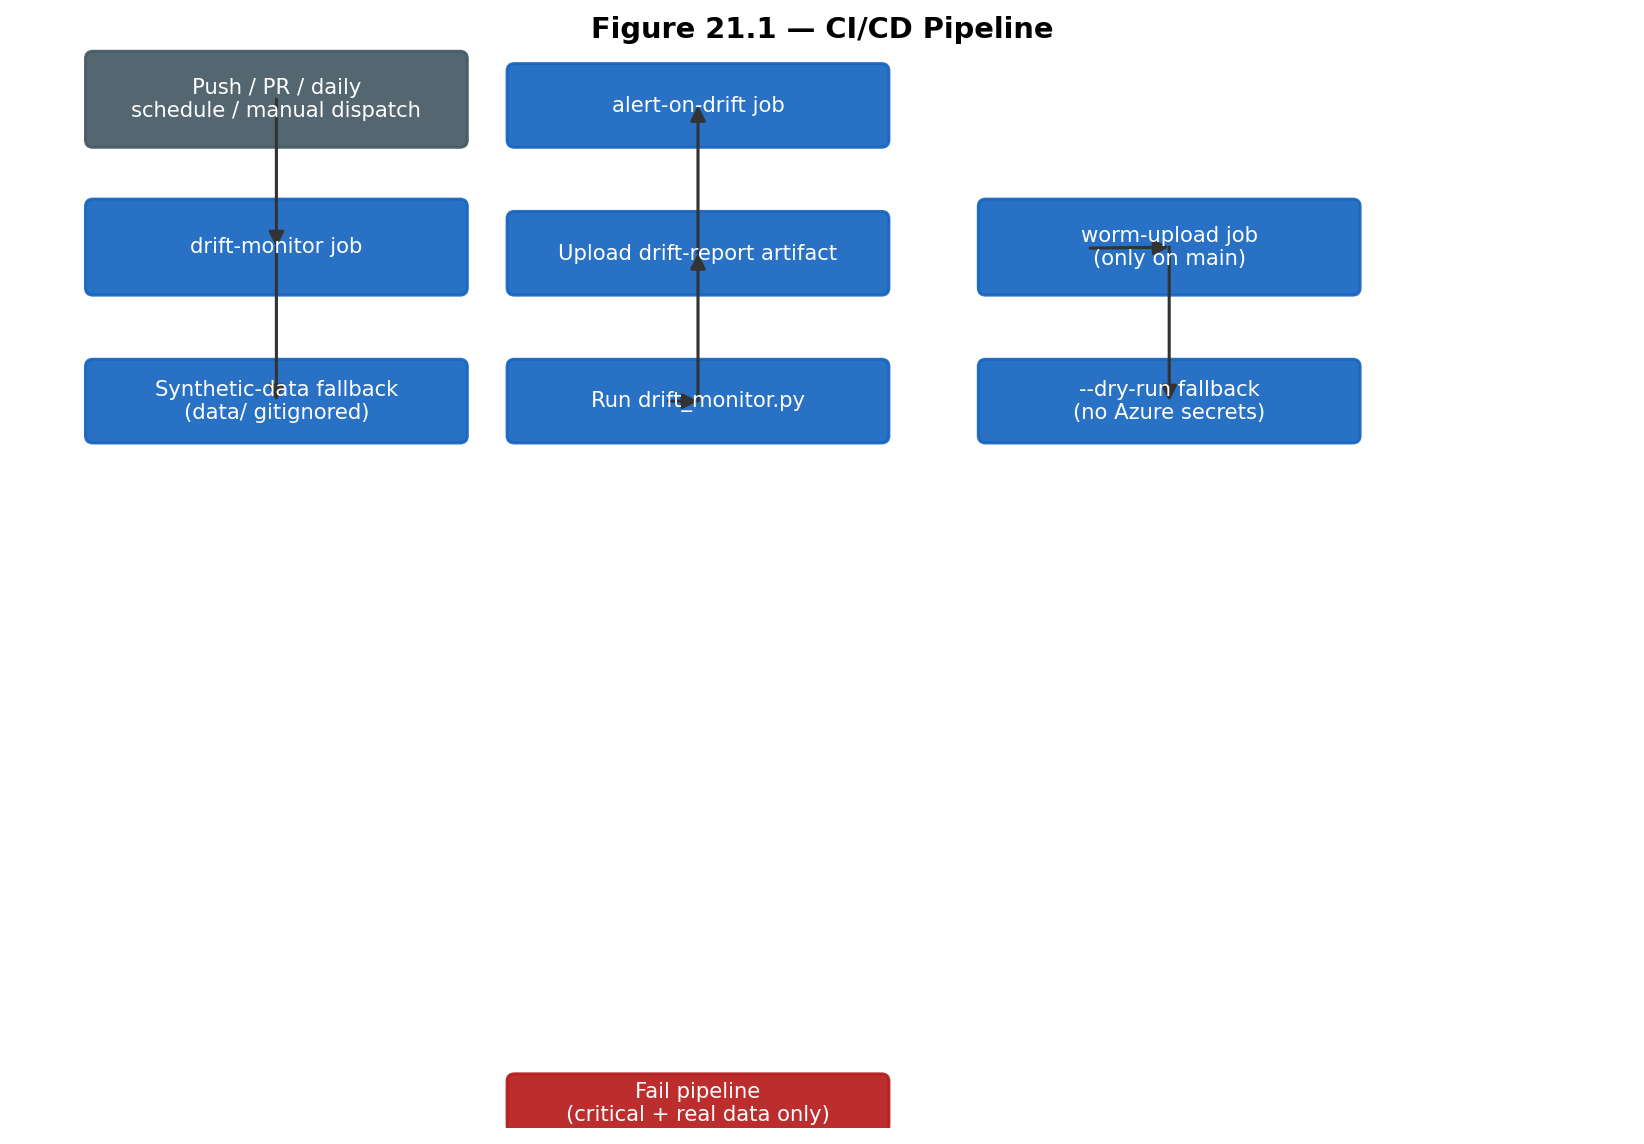 Figure 21.1 — CI/CD Pipeline
Push / PR / daily
schedule / manual dispatch
drift-monitor job
Synthetic-data fallback
(data/ gitignored)
alert-on-drift job
Upload drift-report artifact
Run drift_monitor.py
worm-upload job
(only on main)
--dry-run fallback
(no Azure secrets)
Fail pipeline
(critical + real data only)